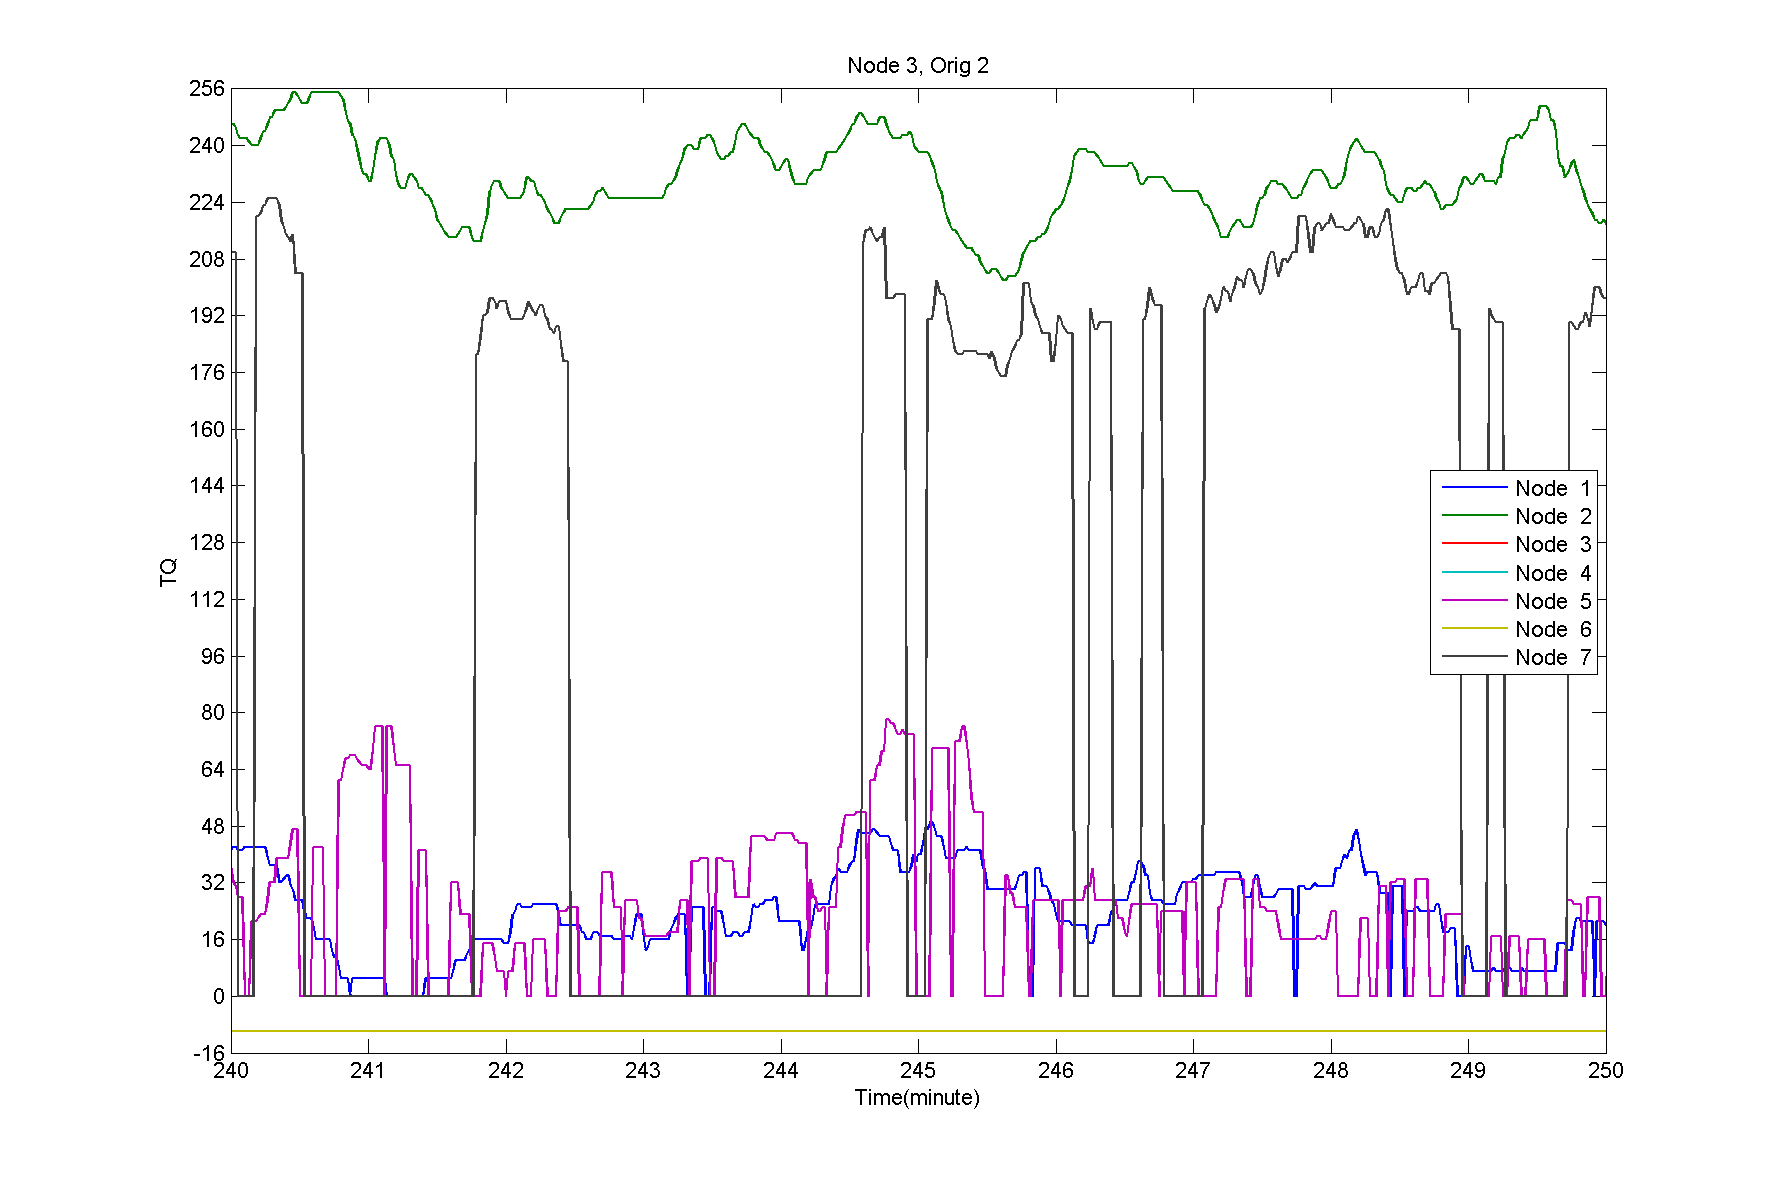 Node 3, Orig 2
256
240
224
208
192
176
160
144
128
112
96
80
64
48
32
16
0
-16
TQ
Node 1
Node 2
Node 3
Node 4
Node 5
Node 6
Node 7
240 241 242 243 244 245 246 247 248 249 250
Time(minute)